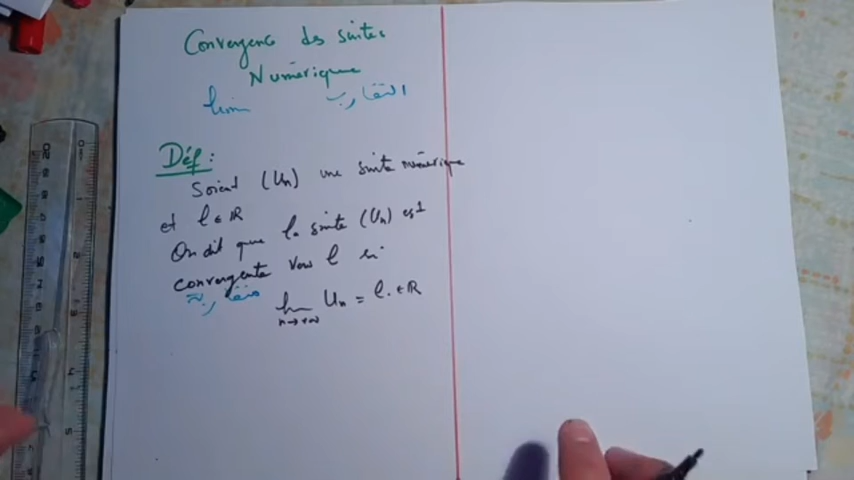 Convergence des suites
Numérique
lim التقارب
Déf:
Soient (Un) une suite numérique
et l ∈ ℝ
On dit que la suite (Un) est
convergente vers l si
متقاربة
lim Un = l. ∈ ℝ
n→+∞